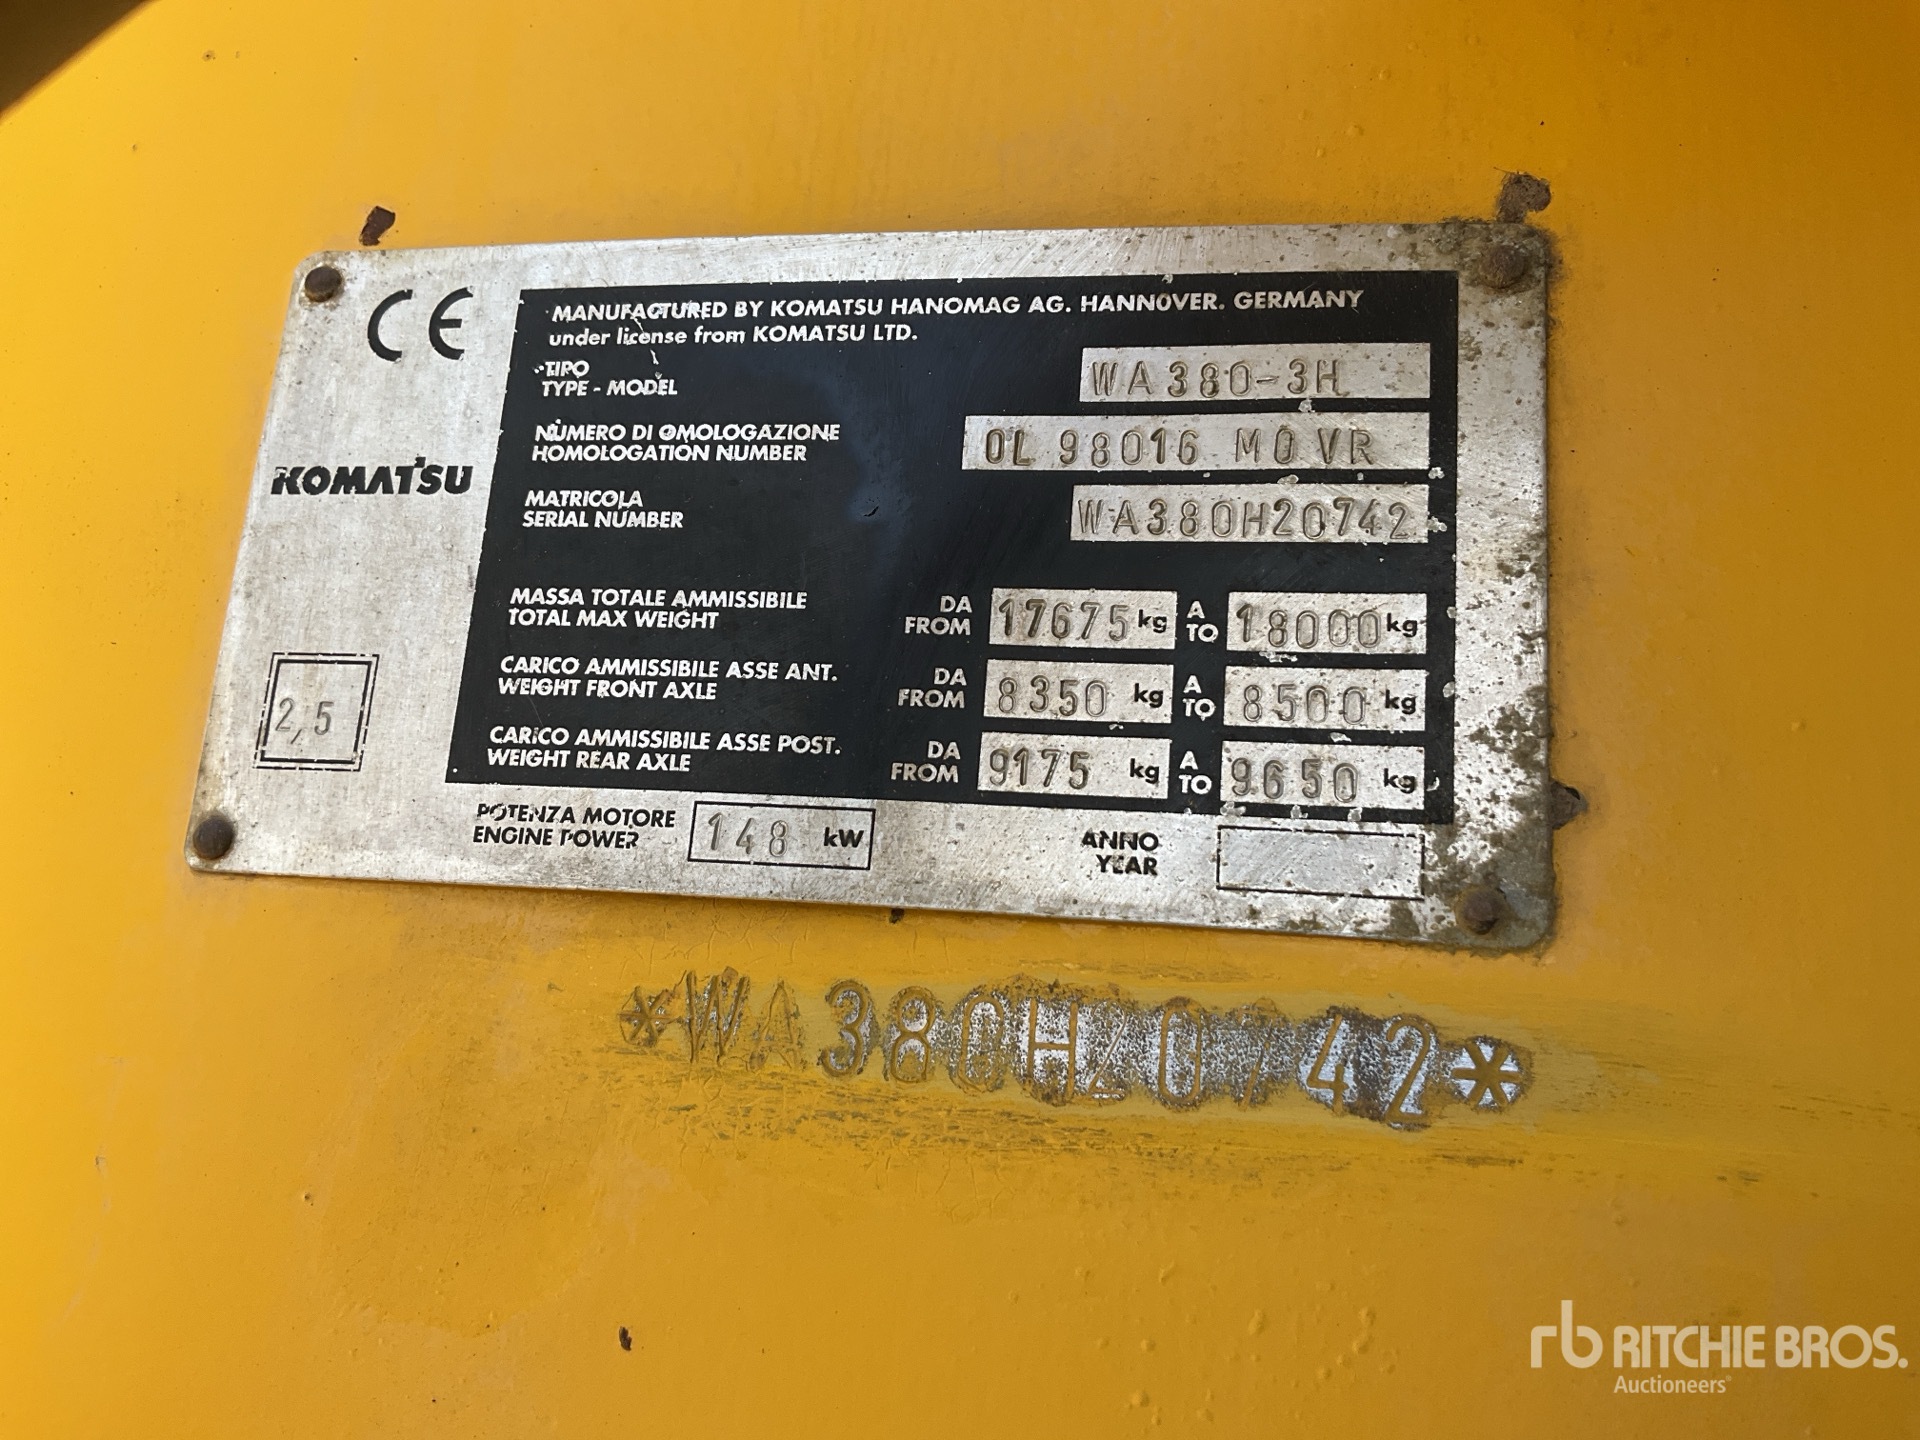 CE
MANUFACTURED BY KOMATSU HANOMAG AG. HANNOVER. GERMANY
under license from KOMATSU LTD.
TIPO
TYPE - MODEL
WA380-3H
NÙMERO DI OMOLOGAZIONE
HOMOLOGATION NUMBER
OL 98016 MO VR
KOMATSU
MATRICOLA
SERIAL NUMBER
WA380H20742
MASSA TOTALE AMMISSIBILE
TOTAL MAX WEIGHT
DA
FROM
17675 kg
A
TO
18000 kg
CARICO AMMISSIBILE ASSE ANT.
WEIGHT FRONT AXLE
DA
FROM
8350 kg
A
TO
8500 kg
2,5
CARICO AMMISSIBILE ASSE POST.
WEIGHT REAR AXLE
DA
FROM
9175 kg
A
TO
9650 kg
POTENZA MOTORE
ENGINE POWER
148 kW
ANNO
YEAR
*WA380H20742*
rb RITCHIE BROS.
Auctioneers